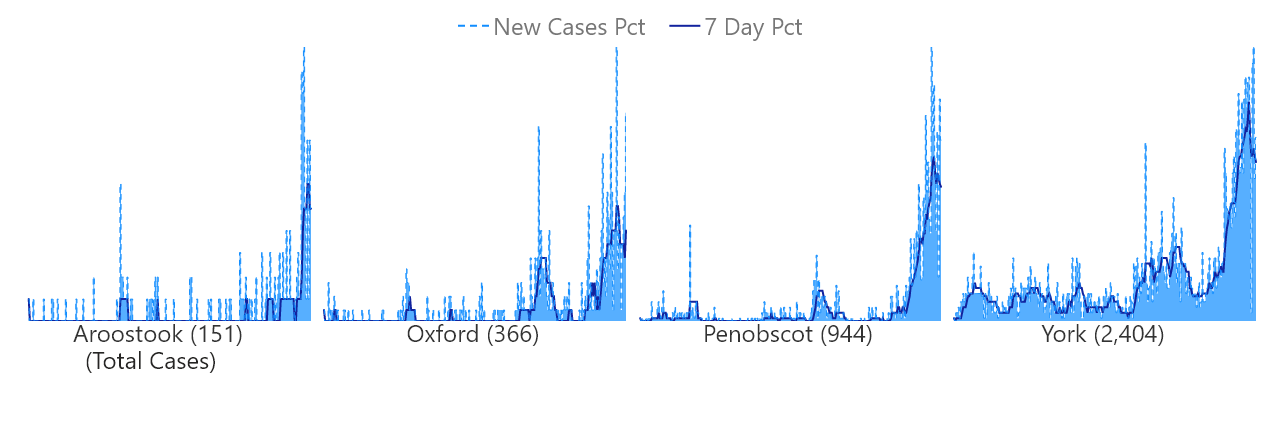 New Cases Pct 7 Day Pct
Aroostook (151) Oxford (366) Penobscot (944) York (2,404)
(Total Cases)